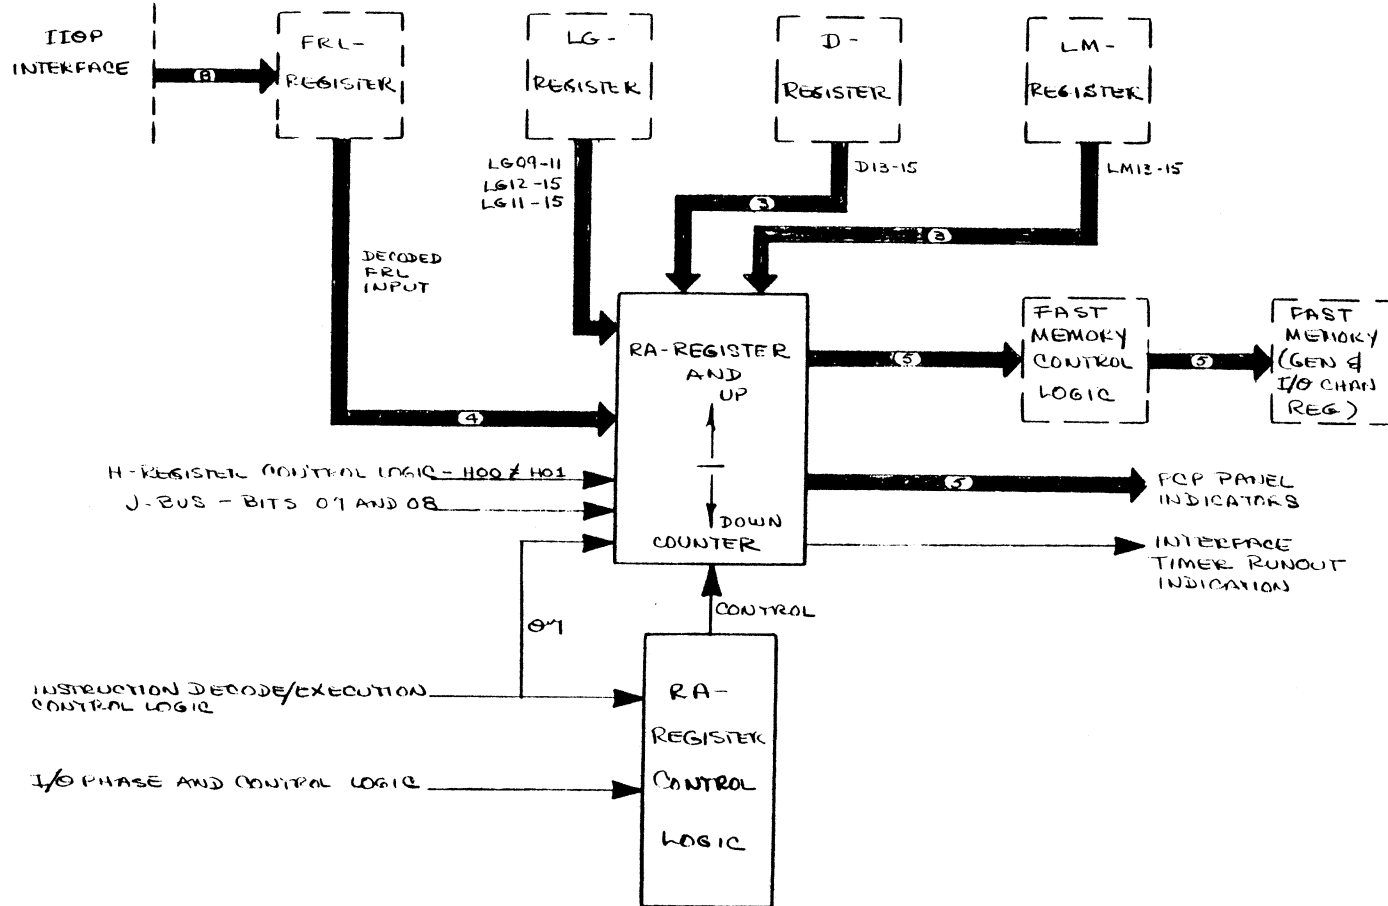 IIOP
INTERFACE
8
FRL-
REGISTER
LG-
REGISTER
D-
REGISTER
LM-
REGISTER
LG09-11
LG12-15
LG11-15
D13-15
LM13-15
3
3
DECODED
FRL
INPUT
4
RA-REGISTER
AND
UP
DOWN
COUNTER
5
FAST
MEMORY
CONTROL
LOGIC
5
FAST
MEMORY
(GEN &
I/O CHAN
REG)
H-REGISTER CONTROL LOGIC-H00 ≠ H01
J-BUS - BITS 07 AND 08
5
PCP PANEL
INDICATORS
INTERFACE
TIMER RUNOUT
INDICATION
CONTROL
O7
INSTRUCTION DECODE/EXECUTION
CONTROL LOGIC
I/O PHASE AND CONTROL LOGIC
RA-
REGISTER
CONTROL
LOGIC